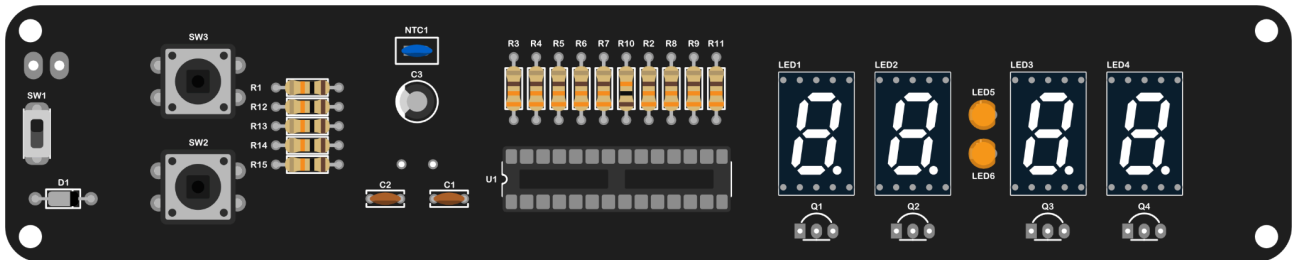 SW3
SW1
D1
SW2
R1
R12
R13
R14
R15
NTC1
C3
C2
C1
R3 R4 R5 R6 R7 R10 R2 R8 R9 R11
U1
LED1
LED2
LED5
LED6
LED3
LED4
Q1
Q2
Q3
Q4